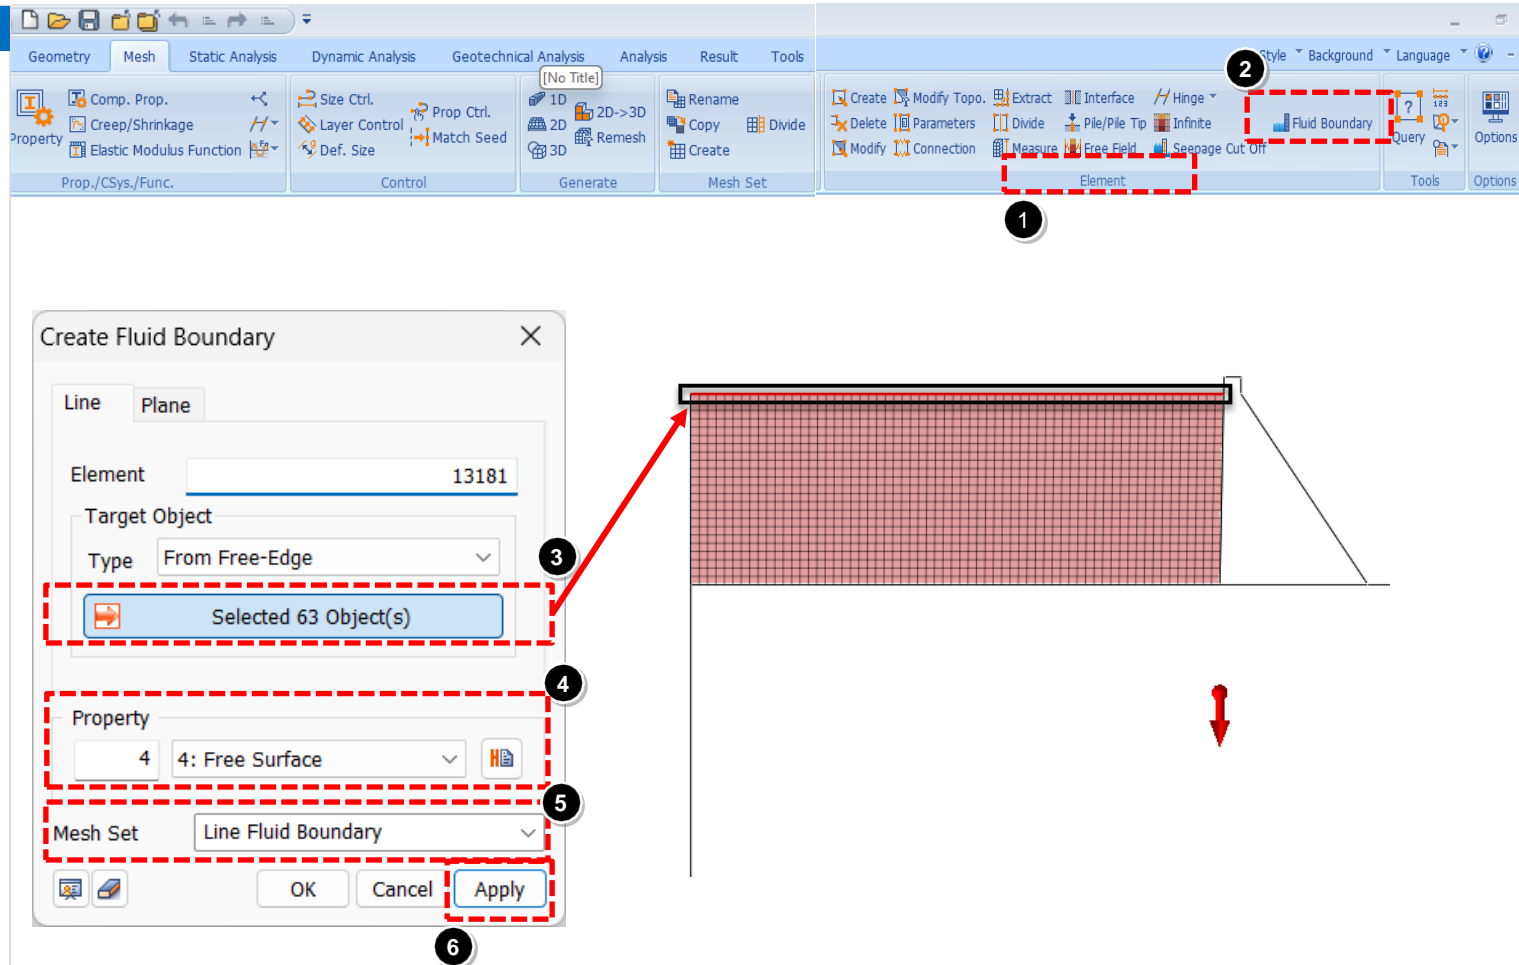 Geometry Mesh Static Analysis Dynamic Analysis Geotechnical Analysis Analysis Result Tools Style Background Language
[No Title]
2
Property
Comp. Prop.
Creep/Shrinkage
Elastic Modulus Function
Prop./CSys./Func.
Size Ctrl.
Layer Control
Def. Size
Prop Ctrl.
Match Seed
Control
1D
2D
3D
2D->3D
Remesh
Generate
Rename
Copy
Create
Divide
Mesh Set
Create Modify Topo. Extract Interface Hinge
Delete Parameters Divide Pile/Pile Tip Infinite Fluid Boundary
Modify Connection Measure Free Field Seepage Cut Off
Element
?
Query
123
Tools
Options
Options
1
Create Fluid Boundary
Line Plane
Element 13181
Target Object
Type From Free-Edge
3
Selected 63 Object(s)
4
Property
4 4: Free Surface
5
Mesh Set Line Fluid Boundary
OK Cancel Apply
6